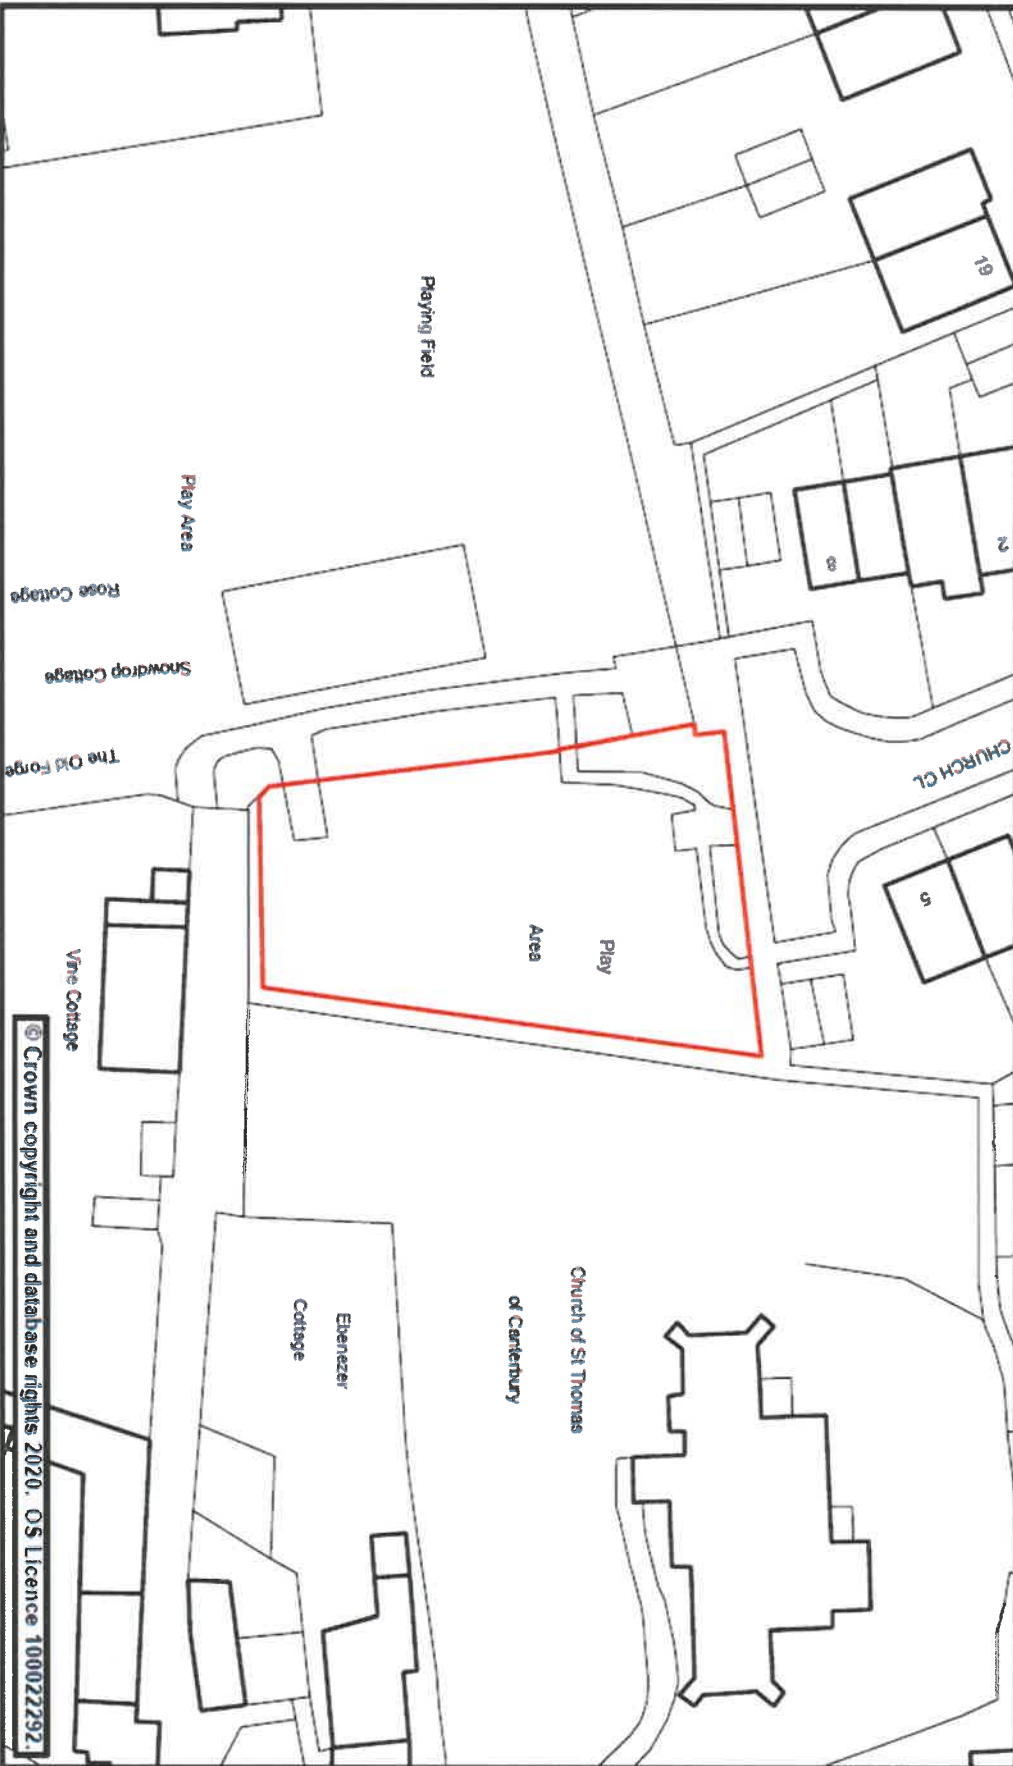 19
2
8
CHURCH CL
5
Playing Field
Play Area
Rose Cottage
Snowdrop Cottage
The Old Forge
Play
Area
Vine Cottage
Church of St Thomas
of Canterbury
Ebenezer
Cottage
© Crown copyright and database rights 2020. OS Licence 100022292.